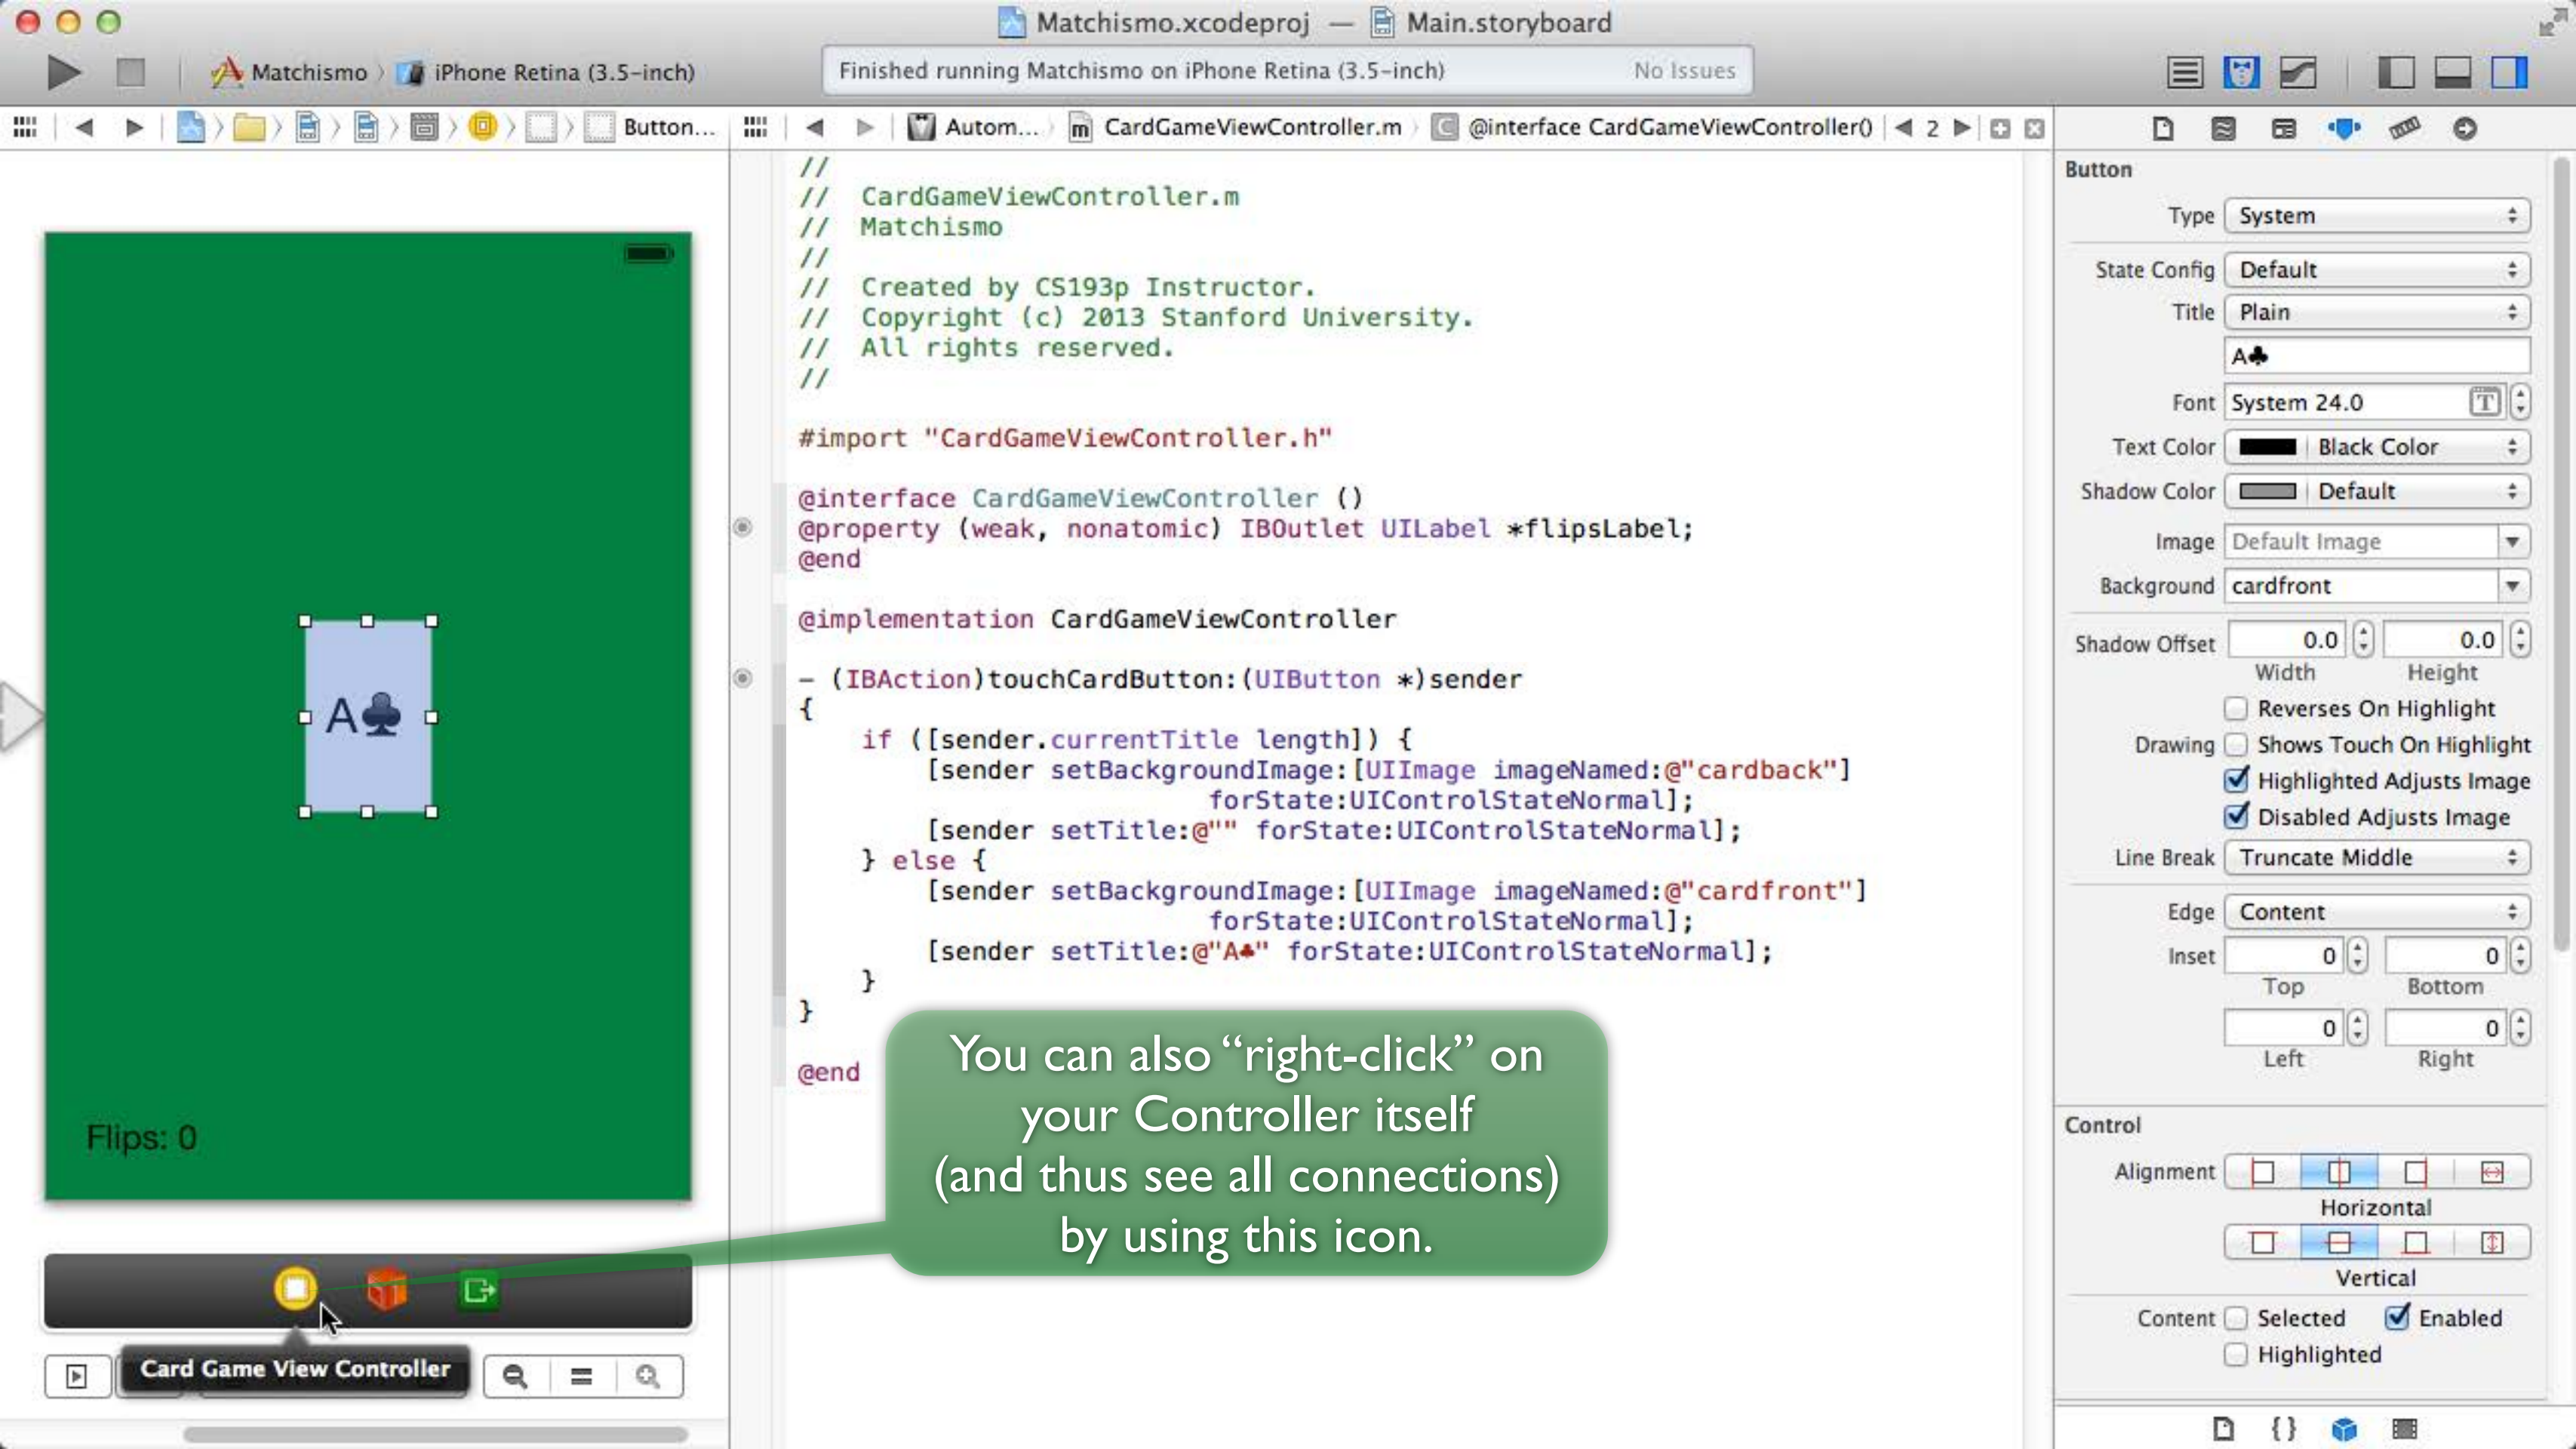 Matchismo.xcodeproj — Main.storyboard
Matchismo
iPhone Retina (3.5-inch)
Finished running Matchismo on iPhone Retina (3.5-inch)
No Issues
Button...
Autom...
CardGameViewController.m
@interface CardGameViewController()
2
A♣
Flips: 0
Card Game View Controller
//
//  CardGameViewController.m
//  Matchismo
//
//  Created by CS193p Instructor.
//  Copyright (c) 2013 Stanford University.
//  All rights reserved.
//
#import "CardGameViewController.h"
@interface CardGameViewController ()
@property (weak, nonatomic) IBOutlet UILabel *flipsLabel;
@end
@implementation CardGameViewController
- (IBAction)touchCardButton:(UIButton *)sender
{
    if ([sender.currentTitle length]) {
        [sender setBackgroundImage:[UIImage imageNamed:@"cardback"]
                          forState:UIControlStateNormal];
        [sender setTitle:@"" forState:UIControlStateNormal];
    } else {
        [sender setBackgroundImage:[UIImage imageNamed:@"cardfront"]
                          forState:UIControlStateNormal];
        [sender setTitle:@"A♣" forState:UIControlStateNormal];
    }
}
@end
You can also “right-click” on
your Controller itself
(and thus see all connections)
by using this icon.
Button
Type System
State Config Default
Title Plain
A♣
Font System 24.0
Text Color Black Color
Shadow Color Default
Image Default Image
Background cardfront
Shadow Offset 0.0 0.0
Width Height
Reverses On Highlight
Drawing Shows Touch On Highlight
Highlighted Adjusts Image
Disabled Adjusts Image
Line Break Truncate Middle
Edge Content
Inset 0 0
Top Bottom
0 0
Left Right
Control
Alignment
Horizontal
Vertical
Content Selected Enabled
Highlighted